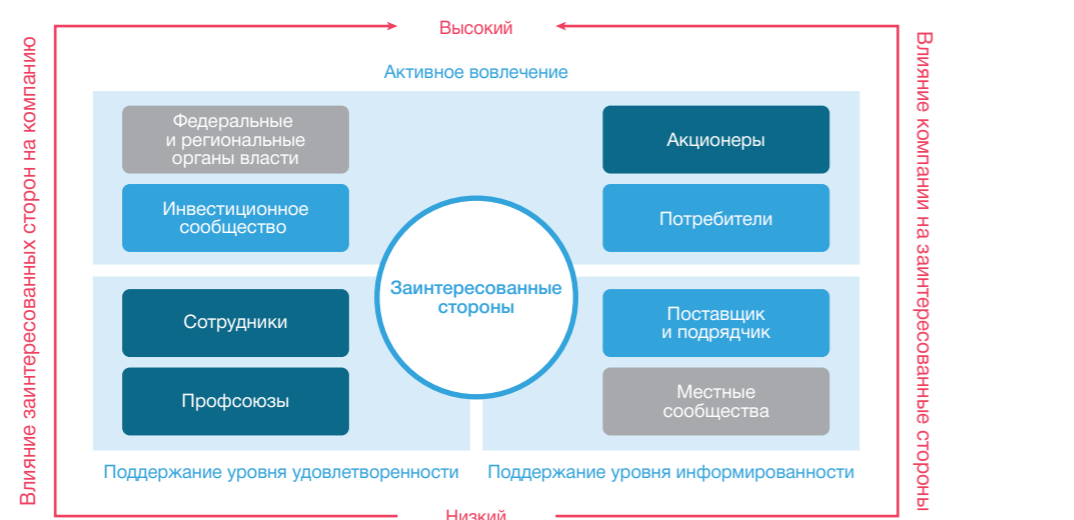 Высокий
Активное вовлечение
Влияние заинтересованных сторон на компанию
Влияние компании на заинтересованные стороны
Федеральные
и региональные
органы власти
Инвестиционное
сообщество
Акционеры
Потребители
Заинтересованные
стороны
Сотрудники
Профсоюзы
Поставщик
и подрядчик
Местные
сообщества
Поддержание уровня удовлетворенности
Поддержание уровня информированности
Низкий